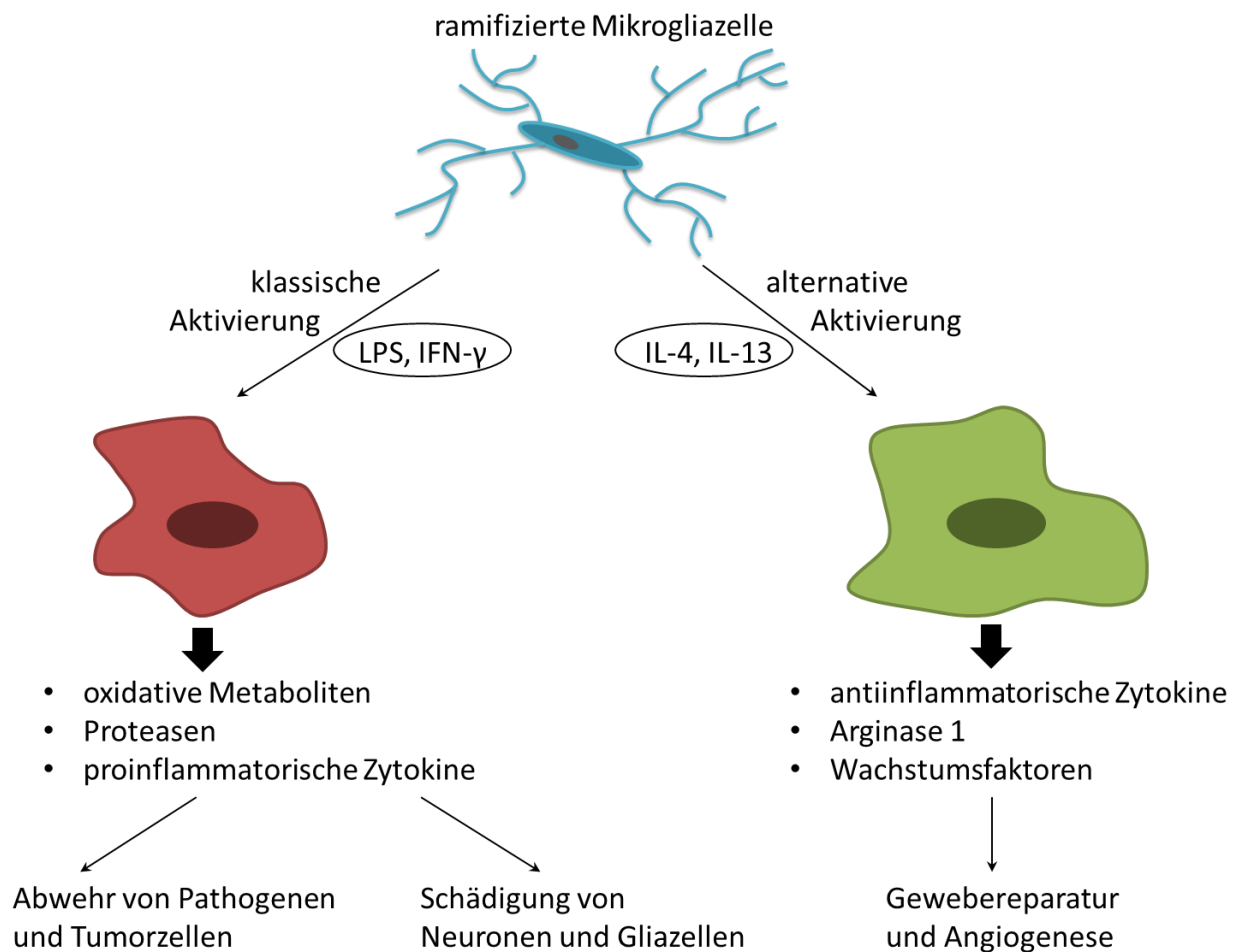 ramifizierte Mikrogliazelle
klassische
Aktivierung
LPS, IFN-γ
alternative
Aktivierung
IL-4, IL-13
• oxidative Metaboliten
• Proteasen
• proinflammatorische Zytokine
• antiinflammatorische Zytokine
• Arginase 1
• Wachstumsfaktoren
Abwehr von Pathogenen
und Tumorzellen
Schädigung von
Neuronen und Gliazellen
Gewebereparatur
und Angiogenese